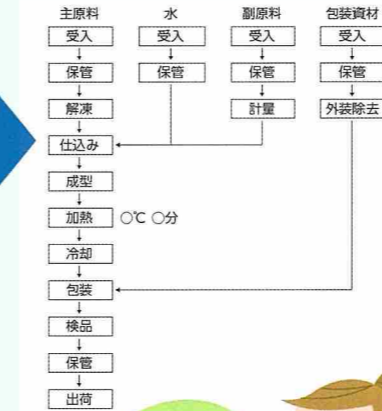 主原料 水 副原料 包装資材
受入 受入 受入 受入
保管 保管 保管 保管
解凍 計量 外装除去
仕込み
成型
加熱 ○℃ ○分
冷却
包装
検品
保管
出荷